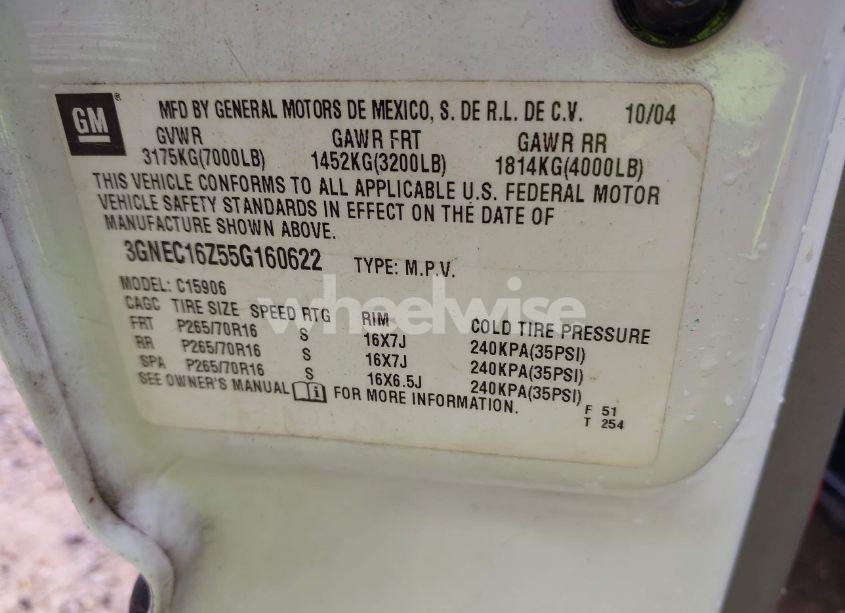 GM®
MFD BY GENERAL MOTORS DE MEXICO, S. DE R.L. DE C.V. 10/04
GVWR GAWR FRT GAWR RR
3175KG(7000LB) 1452KG(3200LB) 1814KG(4000LB)
THIS VEHICLE CONFORMS TO ALL APPLICABLE U.S. FEDERAL MOTOR
VEHICLE SAFETY STANDARDS IN EFFECT ON THE DATE OF
MANUFACTURE SHOWN ABOVE.
3GNEC16Z55G160622 TYPE: M.P.V.
MODEL: C15906
CAGC TIRE SIZE SPEED RTG RIM COLD TIRE PRESSURE
FRT P265/70R16 S 16X7J 240KPA(35PSI)
RR P265/70R16 S 16X7J 240KPA(35PSI)
SPA P265/70R16 S 16X6.5J 240KPA(35PSI)
SEE OWNER'S MANUAL FOR MORE INFORMATION.
F 51
T 254
wheelwise